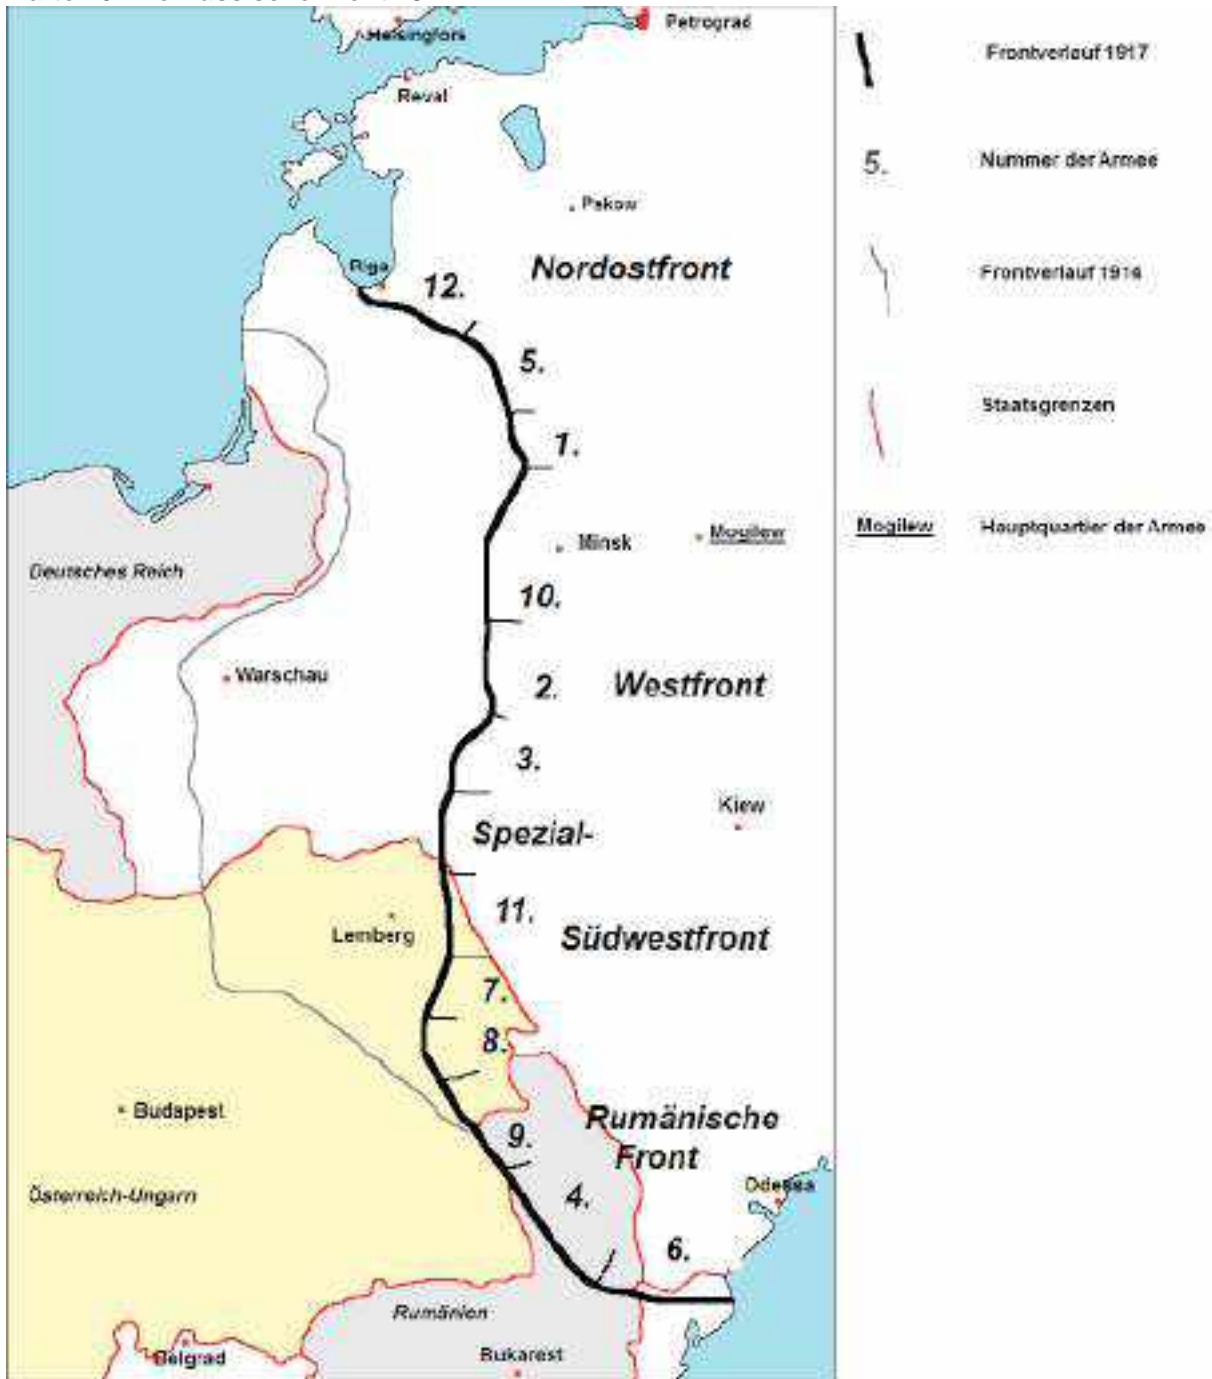 Helsingfors
Petrograd
Reval
Pskow
Riga
Nordostfront
12.
5.
1.
Minsk
Mogilew
Deutsches Reich
10.
Warschau
2.
Westfront
3.
Kiew
Spezial-
11.
Lemberg
Südwestfront
7.
8.
Budapest
Rumänische
Front
9.
Österreich-Ungarn
4.
Odessa
6.
Rumänien
Belgrad
Bukarest
Frontverlauf 1917
5.
Nummer der Armee
Frontverlauf 1914
Staatsgrenzen
Mogilew
Hauptquartier der Armee